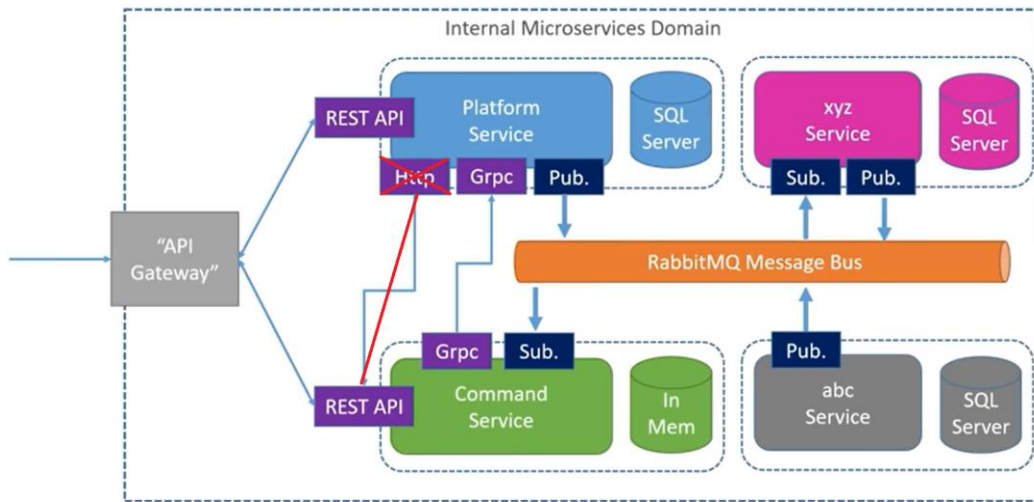 Internal Microservices Domain
REST API
Platform
Service
SQL
Server
xyz
Service
SQL
Server
Http
Grpc
Pub.
Sub.
Pub.
“API
Gateway”
RabbitMQ Message Bus
Grpc
Sub.
Pub.
REST API
Command
Service
In
Mem
abc
Service
SQL
Server